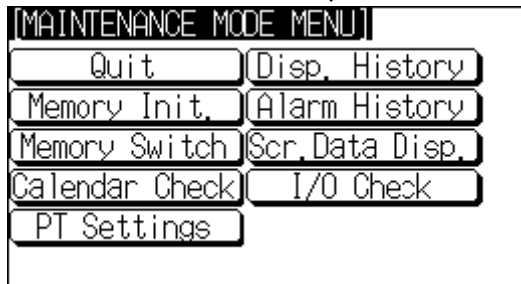 [MAINTENANCE MODE MENU]
Quit
Disp. History
Memory Init.
Alarm History
Memory Switch
Scr.Data Disp.
Calendar Check
I/O Check
PT Settings